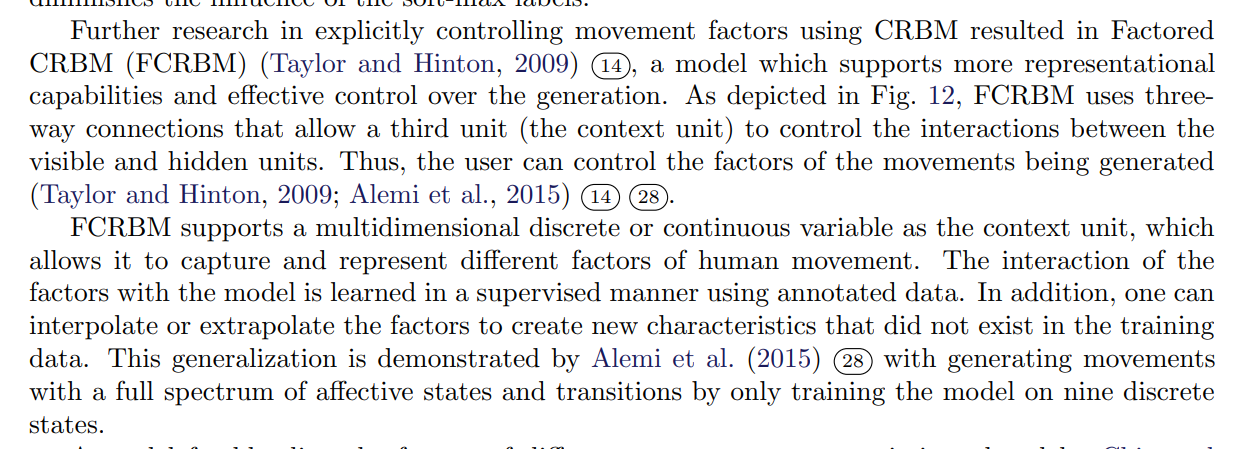 Further research in explicitly controlling movement factors using CRBM resulted in Factored
CRBM (FCRBM) (Taylor and Hinton, 2009) 14, a model which supports more representational
capabilities and effective control over the generation. As depicted in Fig. 12, FCRBM uses three-
way connections that allow a third unit (the context unit) to control the interactions between the
visible and hidden units. Thus, the user can control the factors of the movements being generated
(Taylor and Hinton, 2009; Alemi et al., 2015) 14 28.
FCRBM supports a multidimensional discrete or continuous variable as the context unit, which
allows it to capture and represent different factors of human movement. The interaction of the
factors with the model is learned in a supervised manner using annotated data. In addition, one can
interpolate or extrapolate the factors to create new characteristics that did not exist in the training
data. This generalization is demonstrated by Alemi et al. (2015) 28 with generating movements
with a full spectrum of affective states and transitions by only training the model on nine discrete
states.